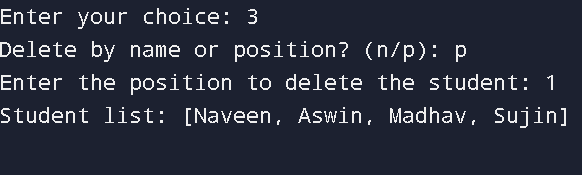 Enter your choice: 3
Delete by name or position? (n/p): p
Enter the position to delete the student: 1
Student list: [Naveen, Aswin, Madhav, Sujin]